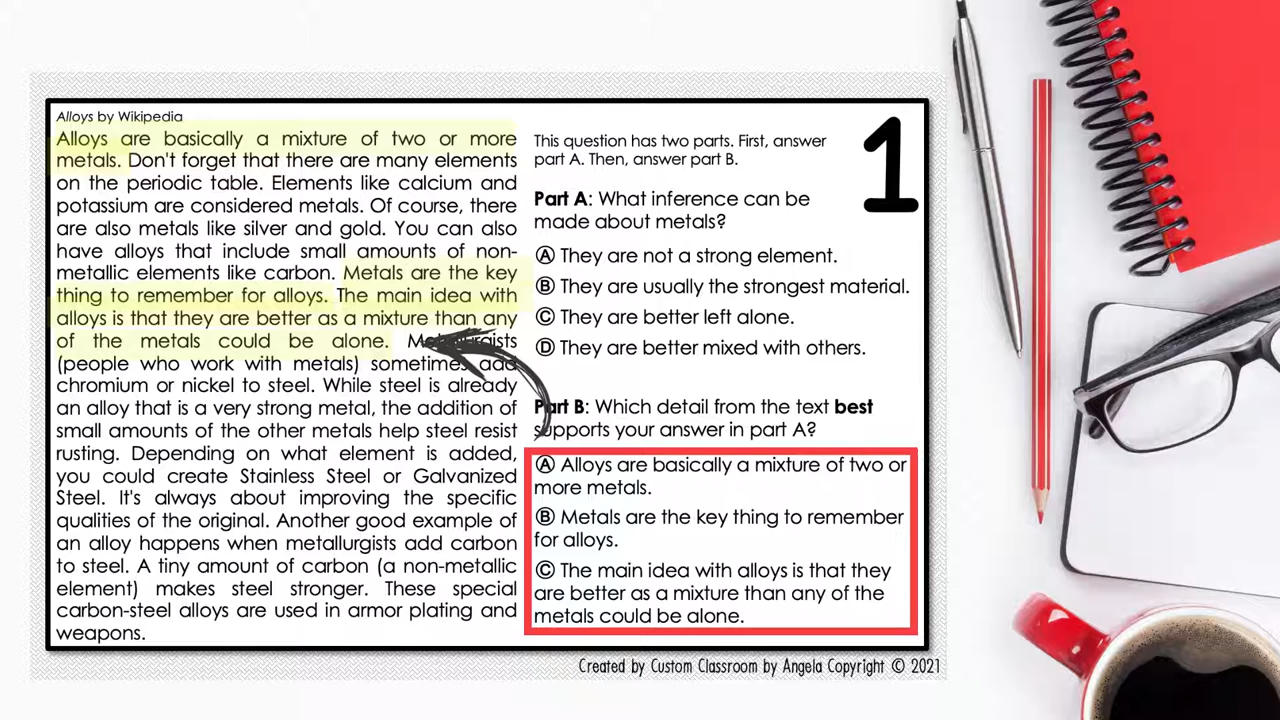 Alloys by Wikipedia
Alloys are basically a mixture of two or more
metals. Don't forget that there are many elements
on the periodic table. Elements like calcium and
potassium are considered metals. Of course, there
are also metals like silver and gold. You can also
have alloys that include small amounts of non-
metallic elements like carbon. Metals are the key
thing to remember for alloys. The main idea with
alloys is that they are better as a mixture than any
of the metals could be alone. Metallurgists
(people who work with metals) sometimes add
chromium or nickel to steel. While steel is already
an alloy that is a very strong metal, the addition of
small amounts of the other metals help steel resist
rusting. Depending on what element is added,
you could create Stainless Steel or Galvanized
Steel. It's always about improving the specific
qualities of the original. Another good example of
an alloy happens when metallurgists add carbon
to steel. A tiny amount of carbon (a non-metallic
element) makes steel stronger. These special
carbon-steel alloys are used in armor plating and
weapons.
1
This question has two parts. First, answer
part A. Then, answer part B.
Part A: What inference can be
made about metals?
Ⓐ They are not a strong element.
Ⓑ They are usually the strongest material.
Ⓒ They are better left alone.
Ⓓ They are better mixed with others.
Part B: Which detail from the text best
supports your answer in part A?
Ⓐ Alloys are basically a mixture of two or
more metals.
Ⓑ Metals are the key thing to remember
for alloys.
Ⓒ The main idea with alloys is that they
are better as a mixture than any of the
metals could be alone.
Created by Custom Classroom by Angela Copyright © 2021